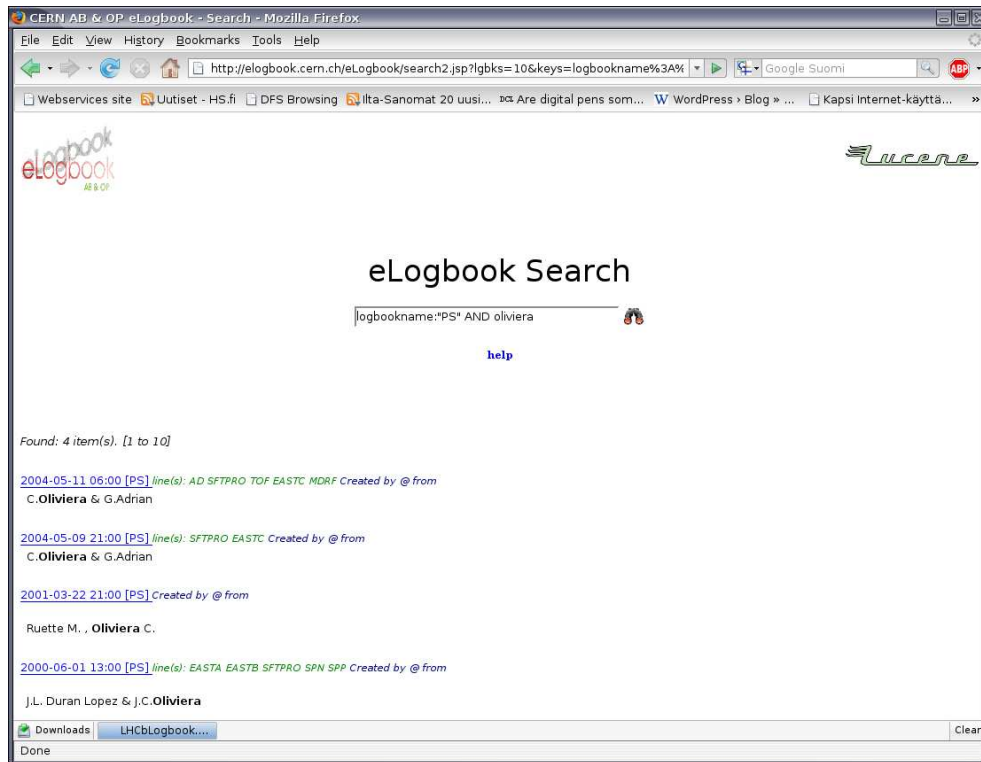 CERN AB & OP eLogbook - Search - Mozilla Firefox
File Edit View History Bookmarks Tools Help
http://elogbook.cern.ch/eLogbook/search2.jsp?lgbks=10&keys=logbookname%3A% Google Suomi ABP
Webservices site Uutiset - HS.fi DFS Browsing Ilta-Sanomat 20 uusi... Are digital pens som... W WordPress › Blog » ... Kapsi Internet-käyttä... »
eLogbook
eLogbook
AB & OP
Lucene
eLogbook Search
logbookname:"PS" AND oliviera
help
Found: 4 item(s). [1 to 10]
2004-05-11 06:00 [PS] line(s): AD SFTPRO TOF EASTC MDRF Created by @ from
C.Oliviera & G.Adrian
2004-05-09 21:00 [PS] line(s): SFTPRO EASTC Created by @ from
C.Oliviera & G.Adrian
2001-03-22 21:00 [PS] Created by @ from
Ruette M. , Oliviera C.
2000-06-01 13:00 [PS] line(s): EASTA EASTB SFTPRO SPN SPP Created by @ from
J.L. Duran Lopez & J.C.Oliviera
Downloads LHCbLogbook.... Clear
Done